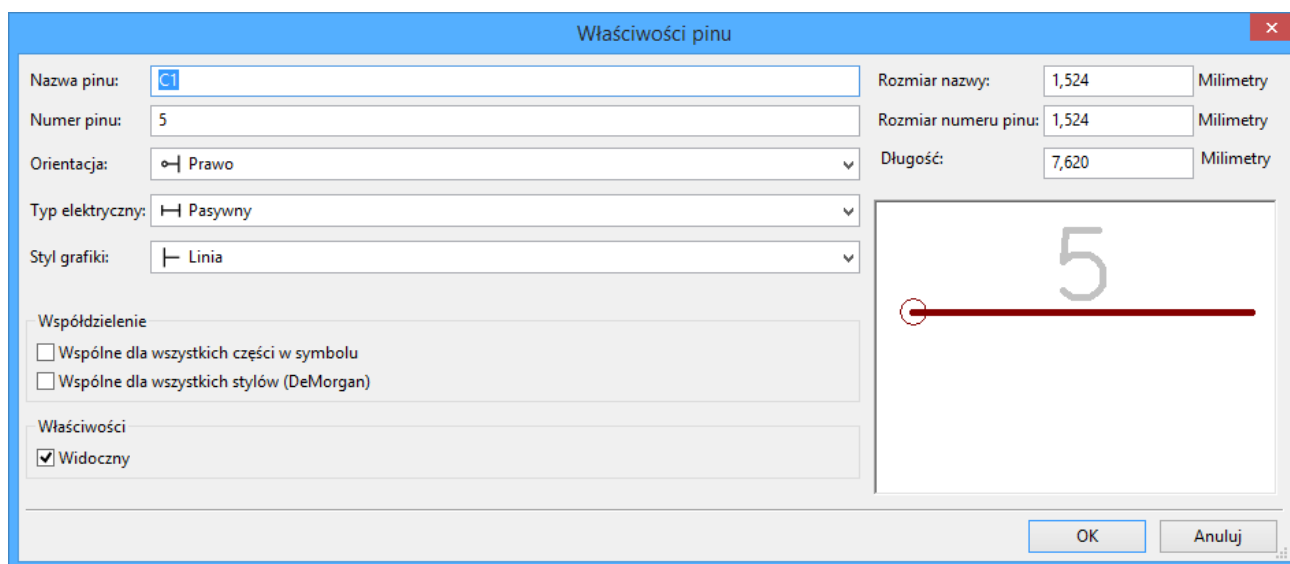 Właściwości pinu
Nazwa pinu: C1
Numer pinu: 5
Orientacja: Prawo
Typ elektryczny: Pasywny
Styl grafiki: Linia
Współdzielenie
Wspólne dla wszystkich części w symbolu
Wspólne dla wszystkich stylów (DeMorgan)
Właściwości
Widoczny
Rozmiar nazwy: 1,524 Milimetry
Rozmiar numeru pinu: 1,524 Milimetry
Długość: 7,620 Milimetry
5
OK Anuluj